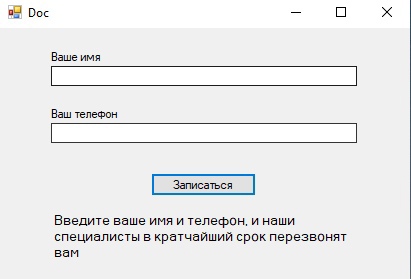 Doc
Ваше имя
Ваш телефон
Записаться
Введите ваше имя и телефон, и наши
специалисты в кратчайший срок перезвонят
вам